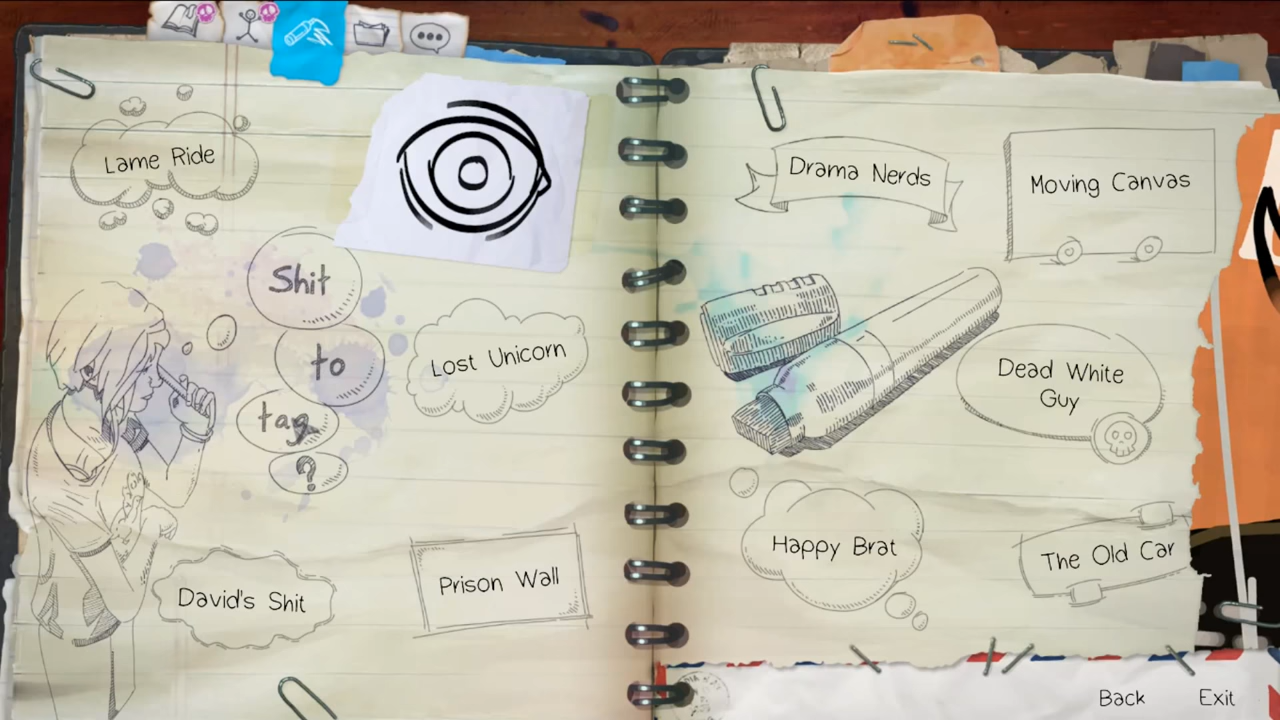 Lame Ride
Shit
to
tag
?
Lost Unicorn
David's Shit
Prison Wall
Drama Nerds
Moving Canvas
Dead White
Guy
Happy Brat
The Old Car
Back
Exit